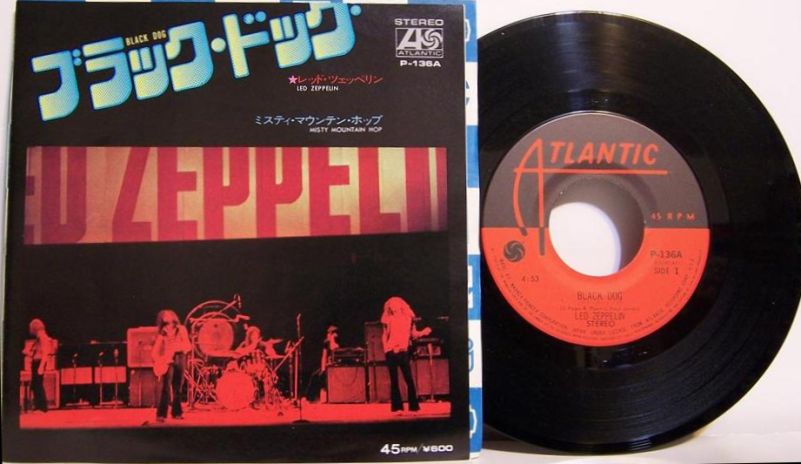 ブラック・ドッグ
BLACK DOG
STEREO
ATLANTIC
P-136A
★レッド・ツェッペリン
LED ZEPPELIN
ミスティ・マウンテン・ホップ
MISTY MOUNTAIN HOP
ED ZEPPELI
45RPM/¥600
ATLANTIC
45 RPM
P-136A
SIDE 1
4:53
BLACK DOG
LED ZEPPELIN
STEREO